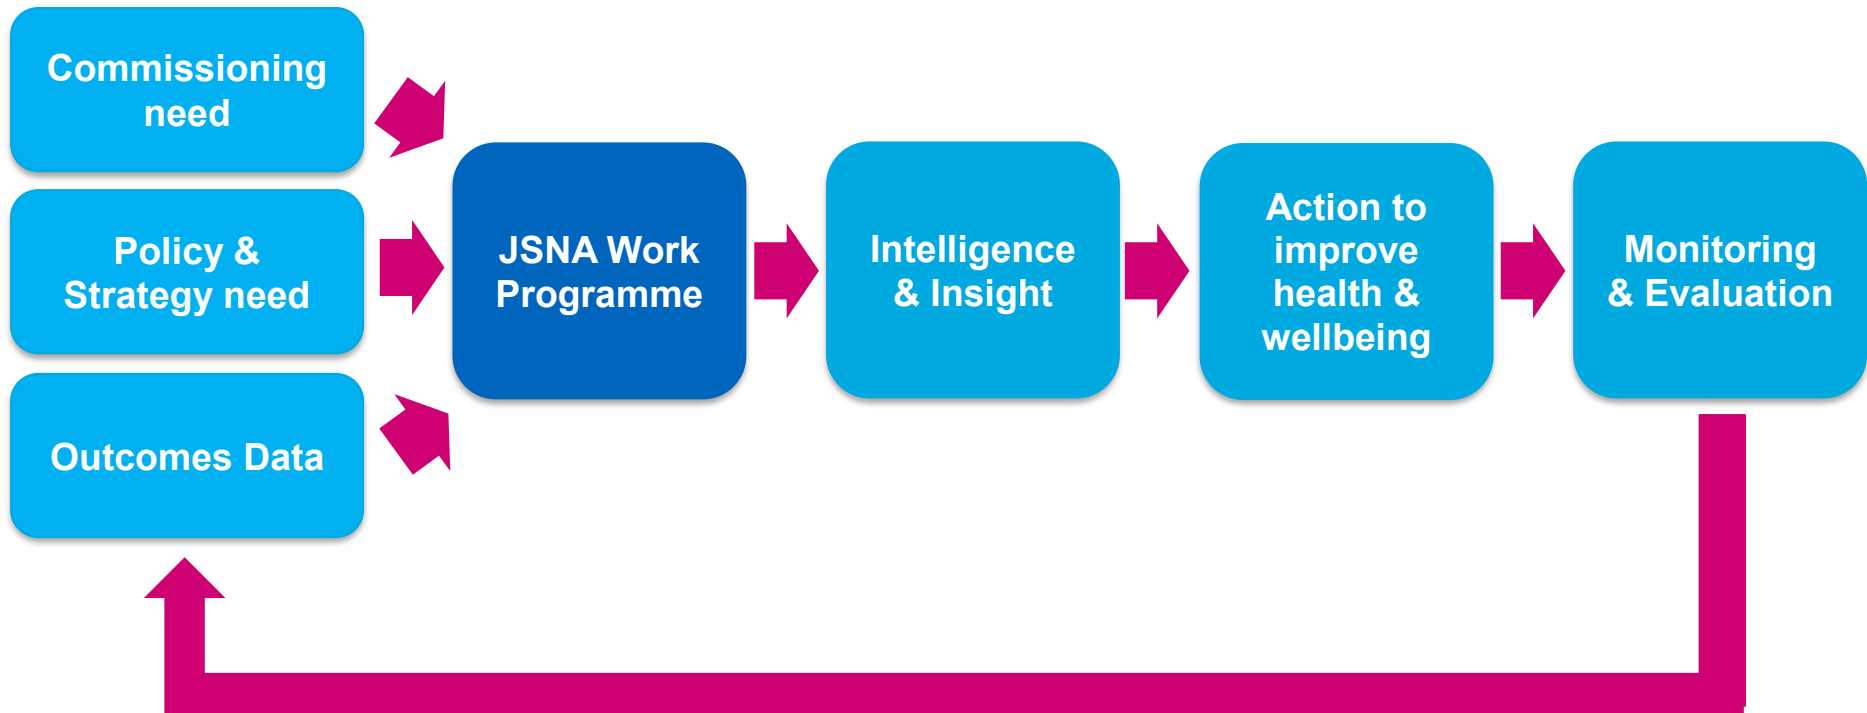 Commissioning
need
Policy &
Strategy need
Outcomes Data
JSNA Work
Programme
Intelligence
& Insight
Action to
improve
health &
wellbeing
Monitoring
& Evaluation